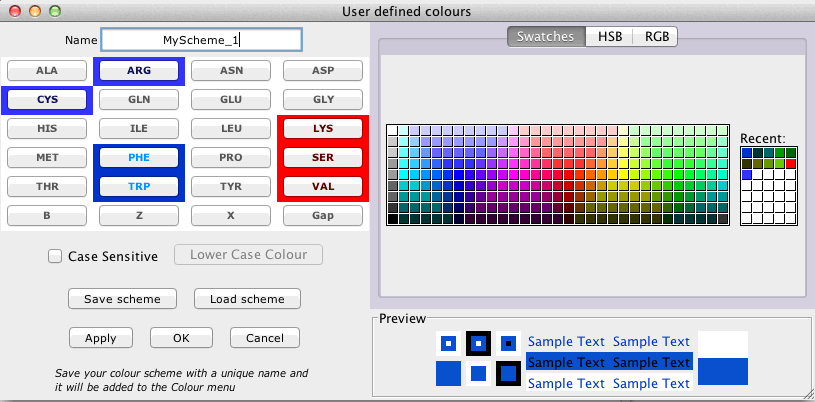 User defined colours
Name MyScheme_1
Swatches HSB RGB
ALA ARG ASN ASP
CYS GLN GLU GLY
HIS ILE LEU LYS
MET PHE PRO SER
THR TRP TYR VAL
B Z X Gap
Recent:
Case Sensitive Lower Case Colour
Save scheme Load scheme
Apply OK Cancel
Save your colour scheme with a unique name and
it will be added to the Colour menu
Preview
Sample Text Sample Text
Sample Text Sample Text
Sample Text Sample Text